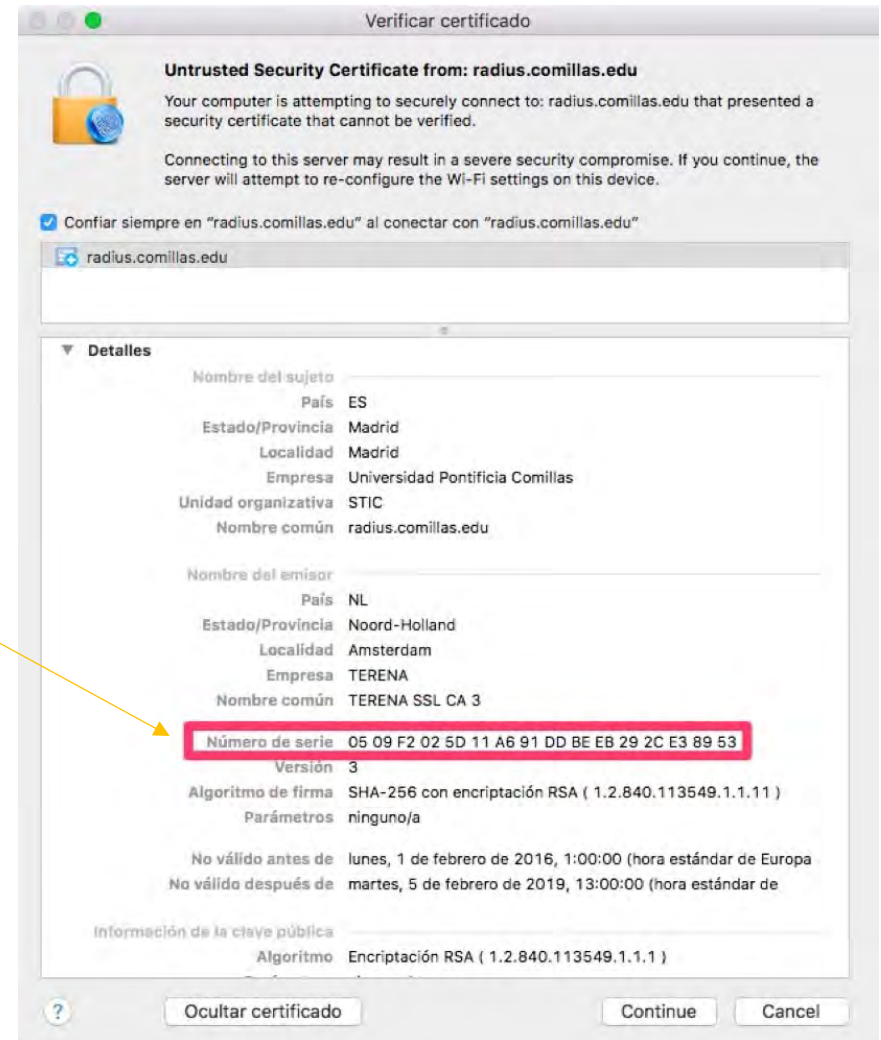 Verificar certificado
Untrusted Security Certificate from: radius.comillas.edu
Your computer is attempting to securely connect to: radius.comillas.edu that presented a
security certificate that cannot be verified.
Connecting to this server may result in a severe security compromise. If you continue, the
server will attempt to re-configure the Wi-Fi settings on this device.
Confiar siempre en "radius.comillas.edu" al conectar con "radius.comillas.edu"
radius.comillas.edu
Detalles
Nombre del sujeto
País ES
Estado/Provincia Madrid
Localidad Madrid
Empresa Universidad Pontificia Comillas
Unidad organizativa STIC
Nombre común radius.comillas.edu
Nombre del emisor
País NL
Estado/Provincia Noord-Holland
Localidad Amsterdam
Empresa TERENA
Nombre común TERENA SSL CA 3
Número de serie 05 09 F2 02 5D 11 A6 91 DD BE EB 29 2C E3 89 53
Versión 3
Algoritmo de firma SHA-256 con encriptación RSA ( 1.2.840.113549.1.1.11 )
Parámetros ninguno/a
No válido antes de lunes, 1 de febrero de 2016, 1:00:00 (hora estándar de Europa
No válido después de martes, 5 de febrero de 2019, 13:00:00 (hora estándar de
Información de la clave pública
Algoritmo Encriptación RSA ( 1.2.840.113549.1.1.1 )
? Ocultar certificado Continue Cancel